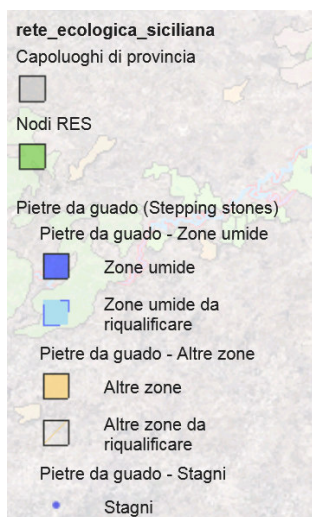 rete_ecologica_siciliana
Capoluoghi di provincia
Nodi RES
Pietre da guado (Stepping stones)
Pietre da guado - Zone umide
Zone umide
Zone umide da
riqualificare
Pietre da guado - Altre zone
Altre zone
Altre zone da
riqualificare
Pietre da guado - Stagni
Stagni